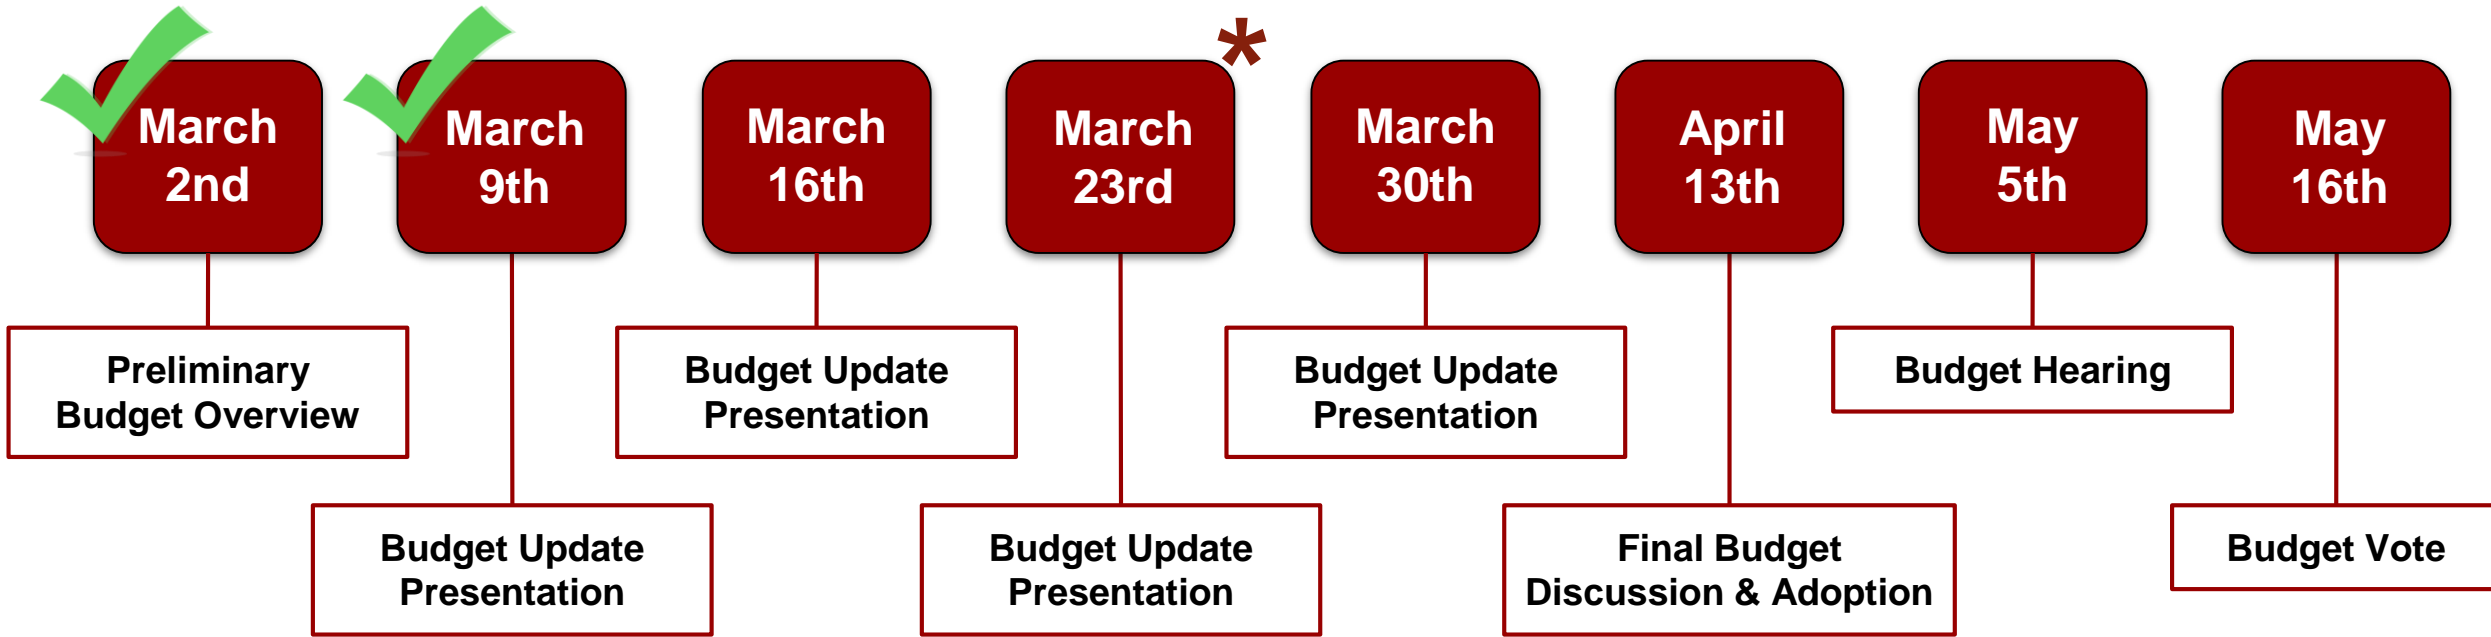 *
March
2nd
March
9th
March
16th
March
23rd
March
30th
April
13th
May
5th
May
16th
Preliminary
Budget Overview
Budget Update
Presentation
Budget Update
Presentation
Budget Update
Presentation
Budget Update
Presentation
Final Budget
Discussion & Adoption
Budget Hearing
Budget Vote